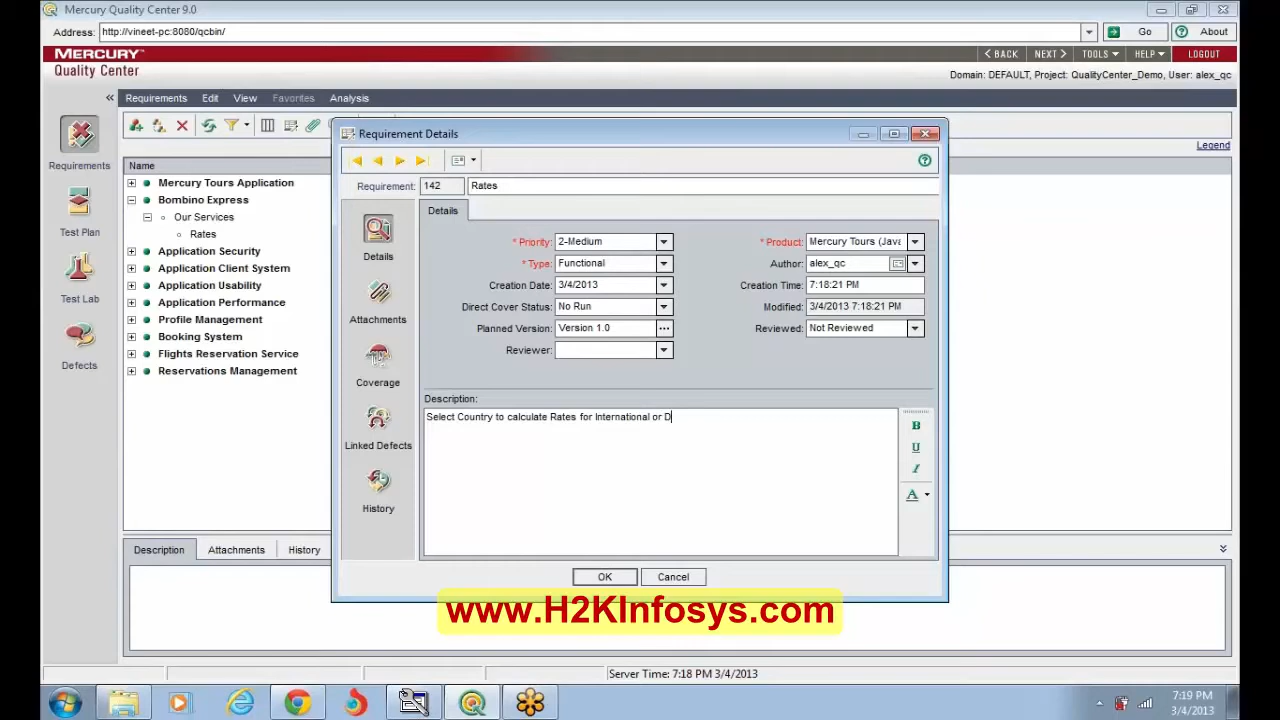 Mercury Quality Center 9.0
Address: http://vineet-pc:8080/qcbin/ Go About
MERCURY™ BACK NEXT TOOLS HELP LOGOUT
Quality Center Domain: DEFAULT, Project: QualityCenter_Demo, User: alex_qc
« Requirements Edit View Favorites Analysis
Requirements
Test Plan
Test Lab
Defects
Legend
Name
Mercury Tours Application
Bombino Express
Our Services
Rates
Application Security
Application Client System
Application Usability
Application Performance
Profile Management
Booking System
Flights Reservation Service
Reservations Management
Requirement Details
Requirement: 142 Rates
Details
Attachments
Coverage
Linked Defects
History
Details
* Priority: 2-Medium * Product: Mercury Tours (Java
* Type: Functional Author: alex_qc
Creation Date: 3/4/2013 Creation Time: 7:18:21 PM
Direct Cover Status: No Run Modified: 3/4/2013 7:18:21 PM
Planned Version: Version 1.0 Reviewed: Not Reviewed
Reviewer:
Description:
Select Country to calculate Rates for International or D
B
U
I
A
OK Cancel
Description Attachments History
www.H2KInfosys.com
Server Time: 7:18 PM 3/4/2013
7:19 PM
3/4/2013